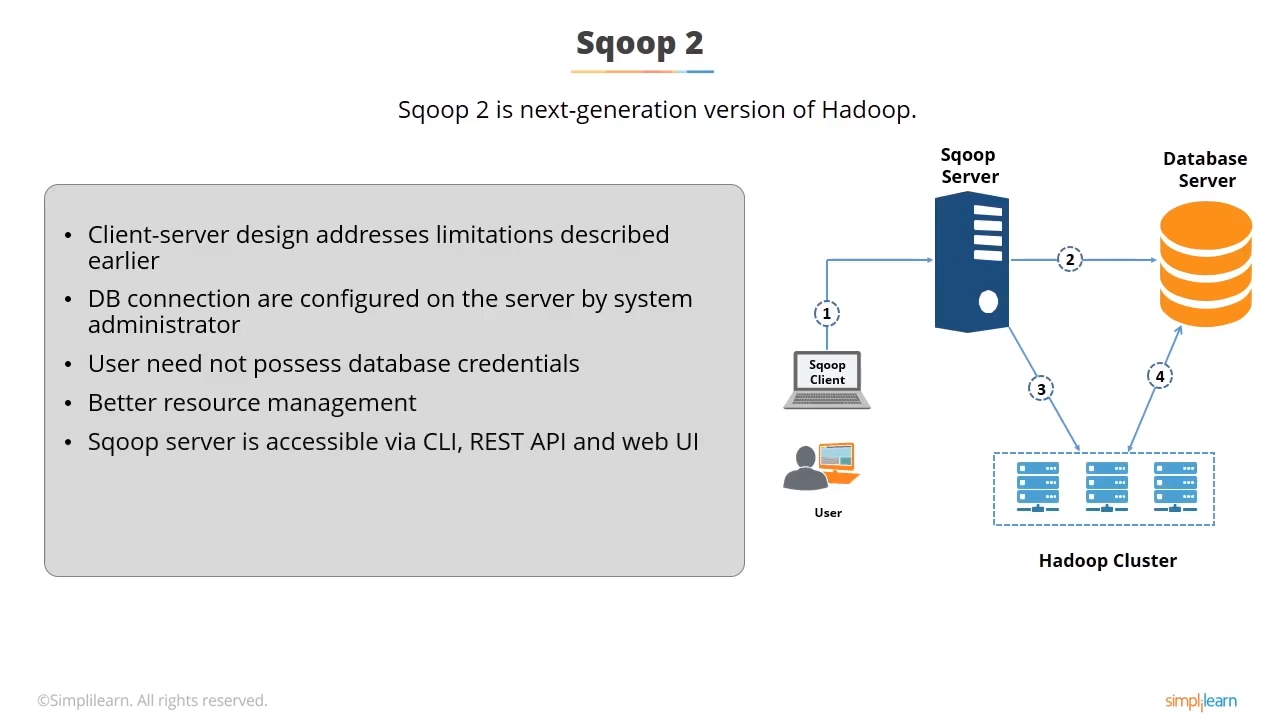 Sqoop 2
Sqoop 2 is next-generation version of Hadoop.
• Client-server design addresses limitations described
earlier
• DB connection are configured on the server by system
administrator
• User need not possess database credentials
• Better resource management
• Sqoop server is accessible via CLI, REST API and web UI
Sqoop
Server
Database
Server
2
1
Sqoop
Client
3
4
User
Hadoop Cluster
©Simplilearn. All rights reserved.
simplilearn